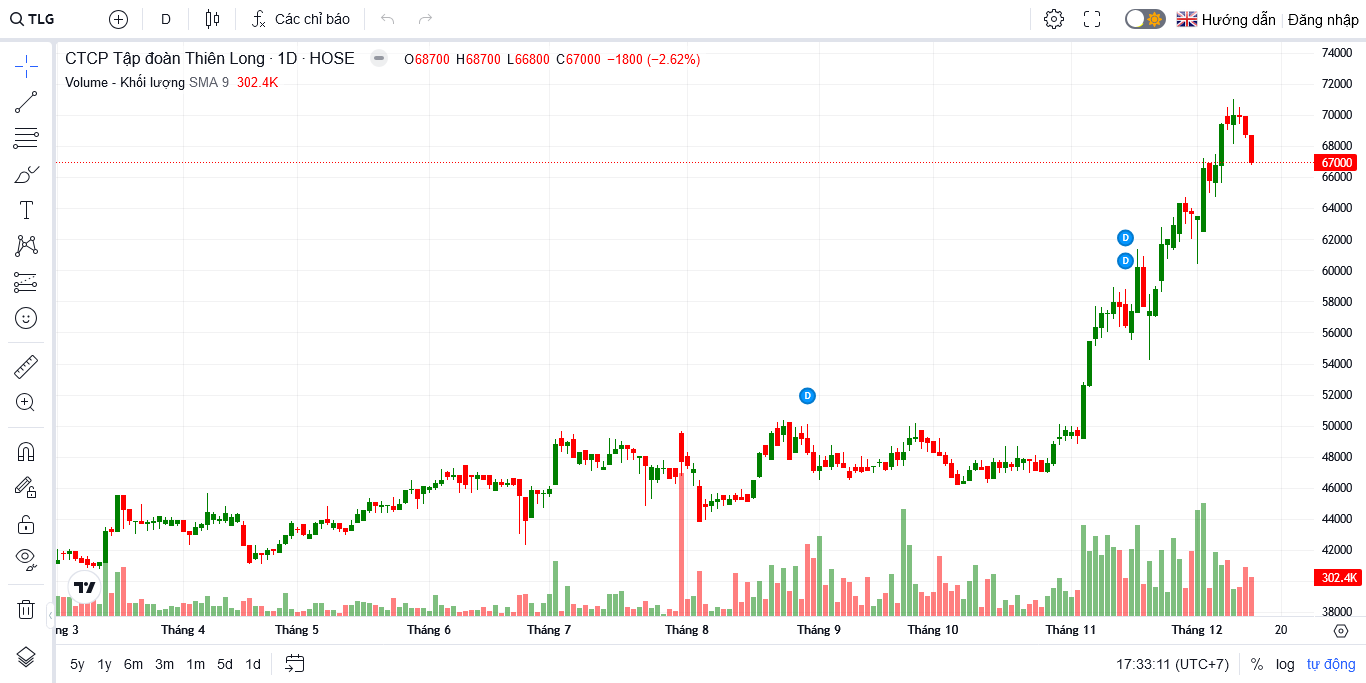 TLG D Các chỉ báo Hướng dẫn Đăng nhập
CTCP Tập đoàn Thiên Long · 1D · HOSE O68700 H68700 L66800 C67000 −1800 (−2.62%)
Volume - Khối lượng SMA 9 302.4K
74000
72000
70000
68000
67000
66000
64000
62000
D
D
60000
58000
56000
54000
52000
D
50000
48000
46000
44000
42000
302.4K
38000
ng 3 Tháng 4 Tháng 5 Tháng 6 Tháng 7 Tháng 8 Tháng 9 Tháng 10 Tháng 11 Tháng 12 20
5y 1y 6m 3m 1m 5d 1d 17:33:11 (UTC+7) % log tự động